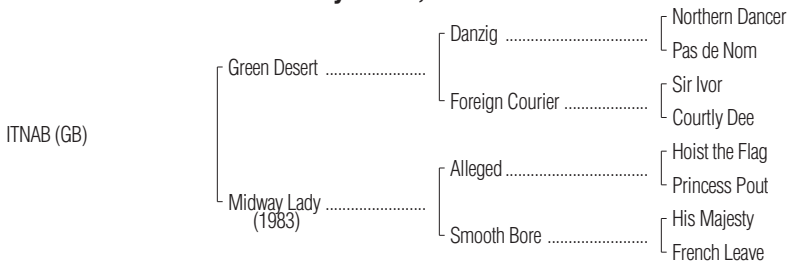 Northern Dancer
Danzig ....................................
Pas de Nom
Green Desert .........................
Sir Ivor
Foreign Courier .....................
Courtly Dee
ITNAB (GB)
Hoist the Flag
Alleged ....................................
Princess Pout
Midway Lady .........................
(1983)
His Majesty
Smooth Bore .........................
French Leave